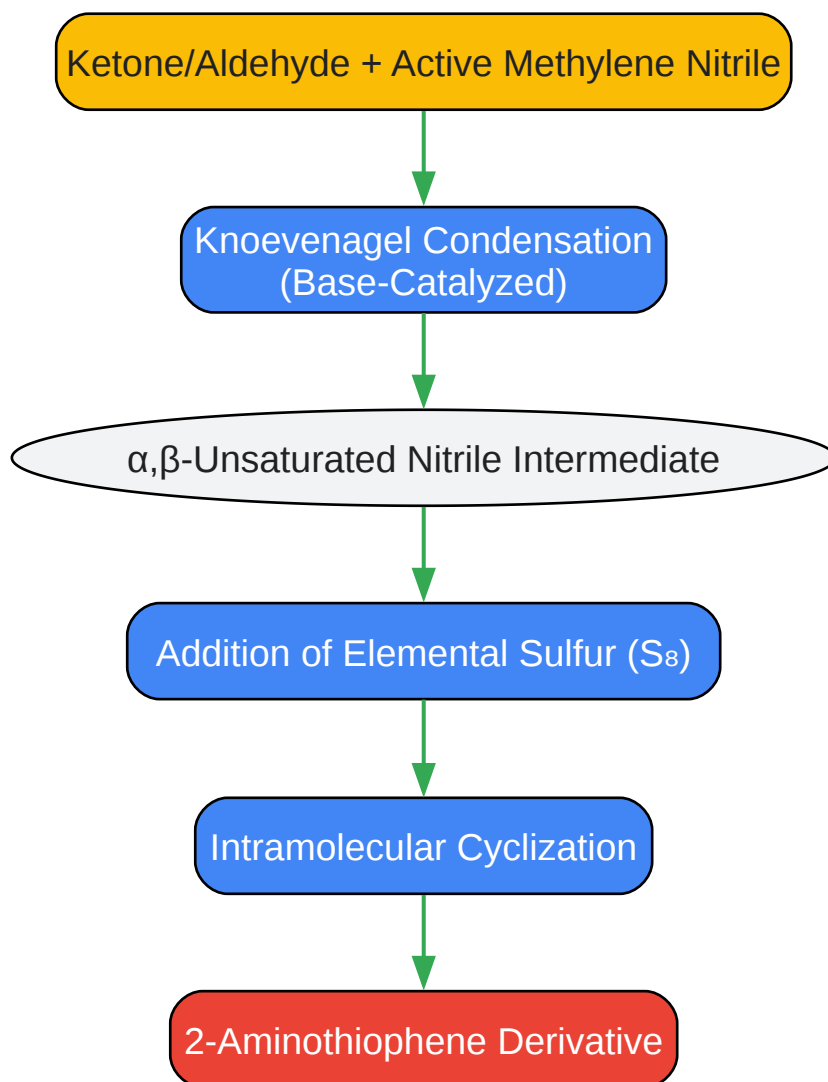 Ketone/Aldehyde + Active Methylene Nitrile
Knoevenagel Condensation
(Base-Catalyzed)
α,β-Unsaturated Nitrile Intermediate
Addition of Elemental Sulfur (S₈)
Intramolecular Cyclization
2-Aminothiophene Derivative